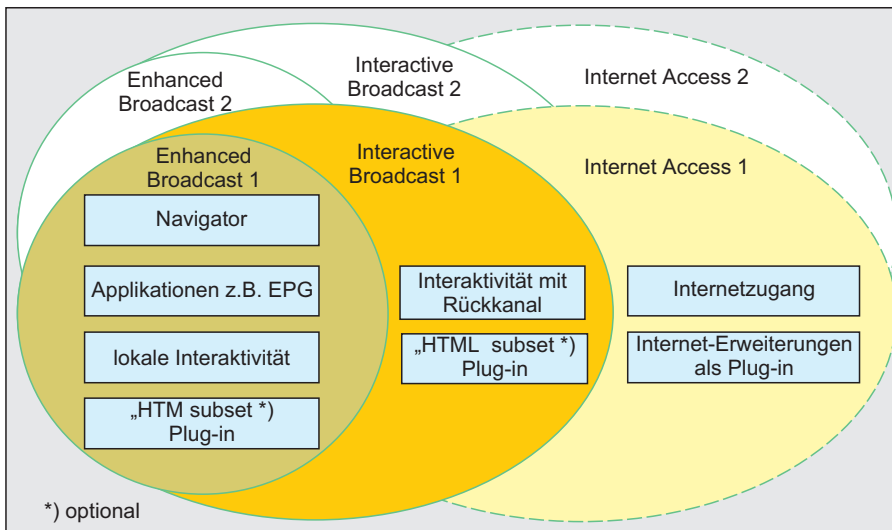 Enhanced
Broadcast 2
Interactive
Broadcast 2
Internet Access 2
Enhanced
Broadcast 1
Interactive
Broadcast 1
Internet Access 1
Navigator
Applikationen z.B. EPG
lokale Interaktivität
„HTM subset *)
Plug-in
Interaktivität mit
Rückkanal
„HTML subset *)
Plug-in
Internetzugang
Internet-Erweiterungen
als Plug-in
*) optional